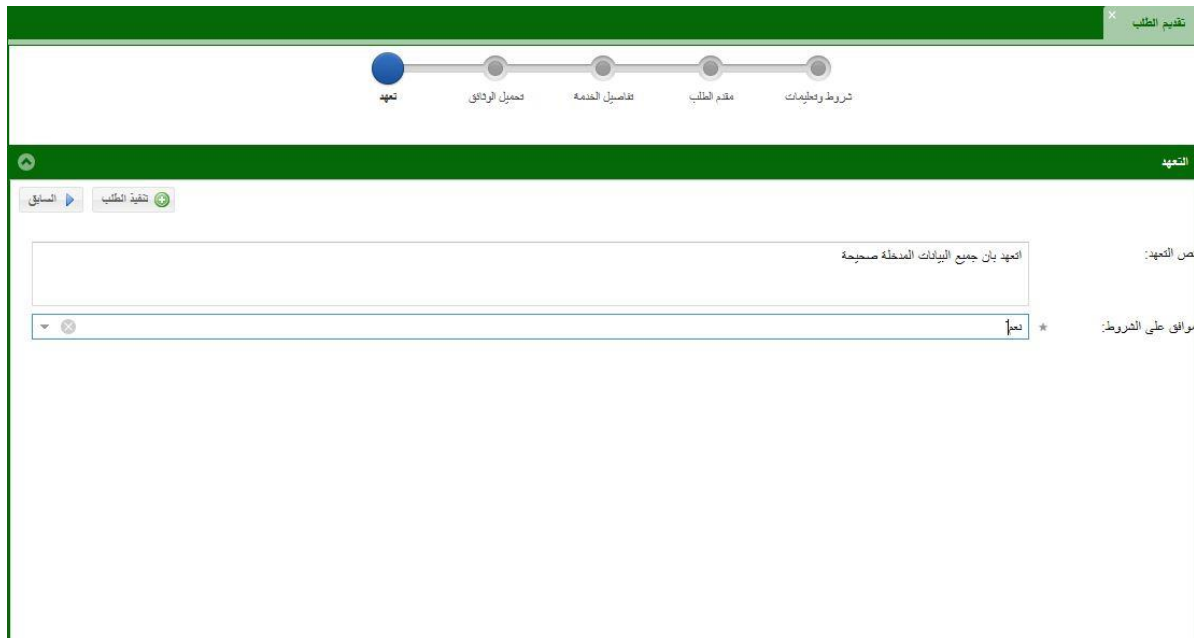 تقديم الطلب
شروط وتعليمات
مقدم الطلب
تفاصيل الخدمة
تحميل الوثائق
تعهد
التعهد
تنفيذ الطلب
السابق
نص التعهد:
اتعهد بان جميع البيانات المدخلة صحيحة
موافق على الشروط:
نعم